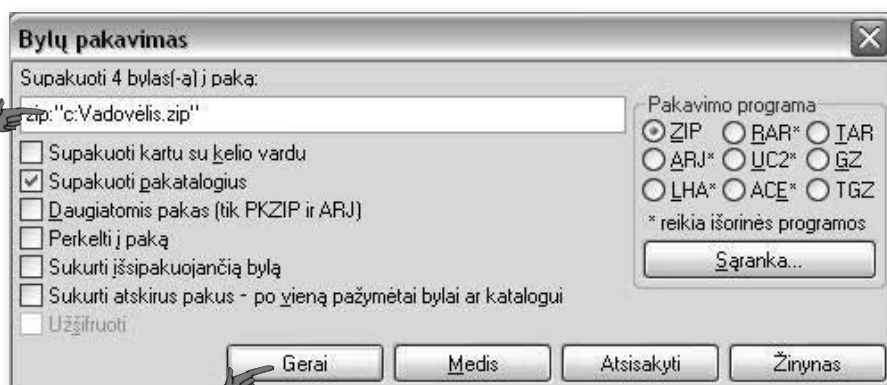 Bylų pakavimas
Supakuoti 4 bylas(-ą) į paką:
zip:"c:Vadovėlis.zip"
Supakuoti kartu su kelio vardu
Supakuoti pakatalogius
Daugiatomis pakas (tik PKZIP ir ARJ)
Perkelti į paką
Sukurti išsipakuojančią bylą
Sukurti atskirus pakus - po vieną pažymėtai bylai ar katalogui
Užšifruoti
Pakavimo programa
ZIP RAR* TAR
ARJ* UC2* GZ
LHA* ACE* TGZ
* reikia išorinės programos
Sąranka...
Gerai Medis Atsisakyti Žinynas